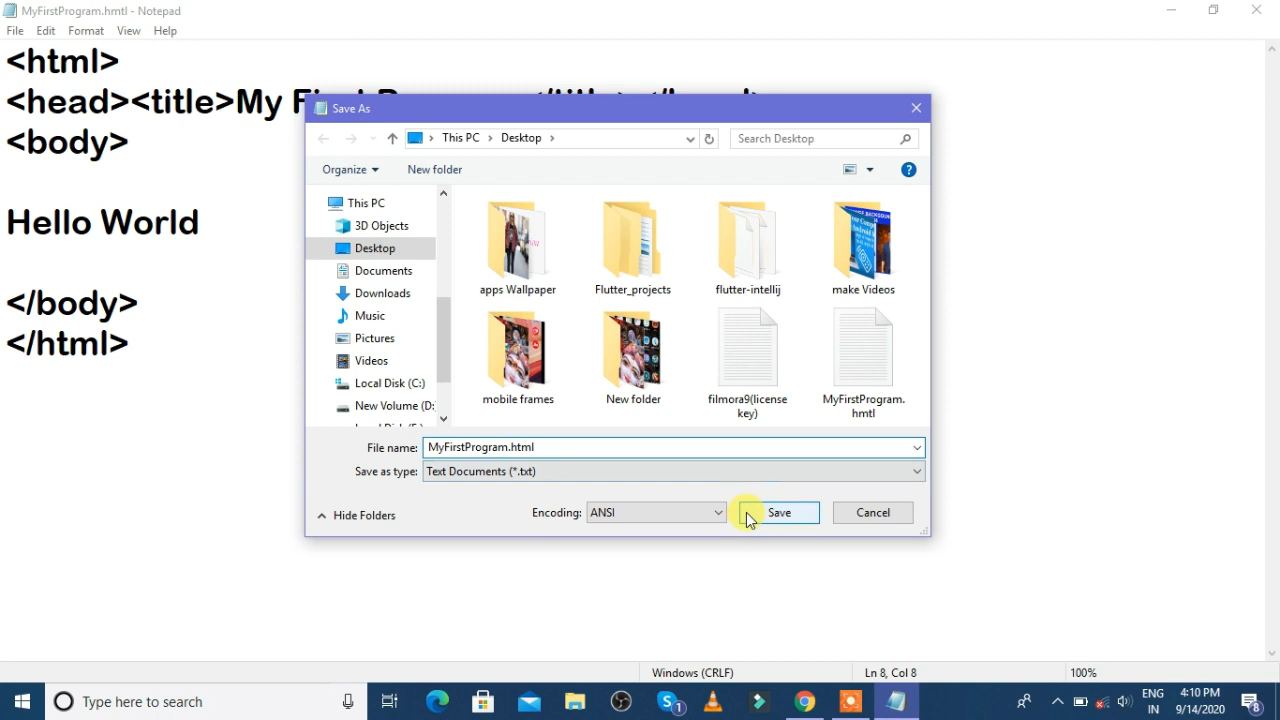 MyFirstProgram.hmtl - Notepad
File Edit Format View Help
<html>
<head><title>My
<body>
Hello World
</body>
</html>
Save As
This PC > Desktop >
Search Desktop
Organize
New folder
This PC
3D Objects
Desktop
Documents
Downloads
Music
Pictures
Videos
Local Disk (C:)
New Volume (D:
apps Wallpaper
Flutter_projects
flutter-intellij
make Videos
mobile frames
New folder
filmora9(license
key)
MyFirstProgram.
hmtl
File name: MyFirstProgram.html
Save as type: Text Documents (*.txt)
Hide Folders
Encoding: ANSI
Save
Cancel
Windows (CRLF)
Ln 8, Col 8
100%
Type here to search
1
ENG
IN
4:10 PM
9/14/2020
8